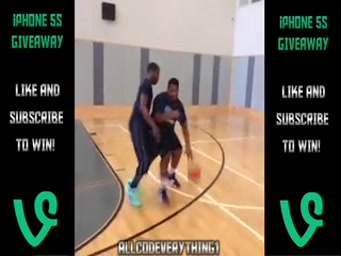 iPHONE 5S
GIVEAWAY
LIKE AND
SUBSCRIBE
TO WIN!
iPHONE 5S
GIVEAWAY
LIKE AND
SUBSCRIBE
TO WIN!
ALLCODEVERYTHING1